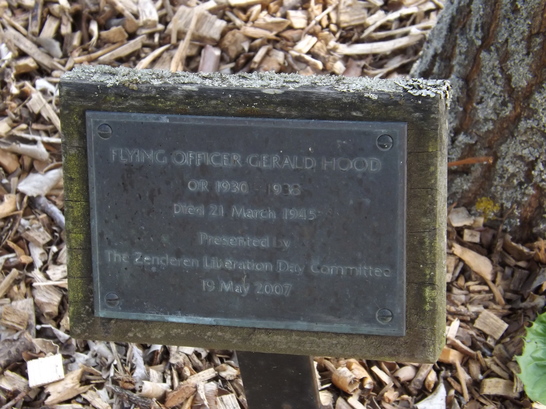 FLYING OFFICER GERALD HOOD
OR 1930 1933
Died 21 March 1945
Presented by
The Zenderen Liberation Day Committee
19 May 2007